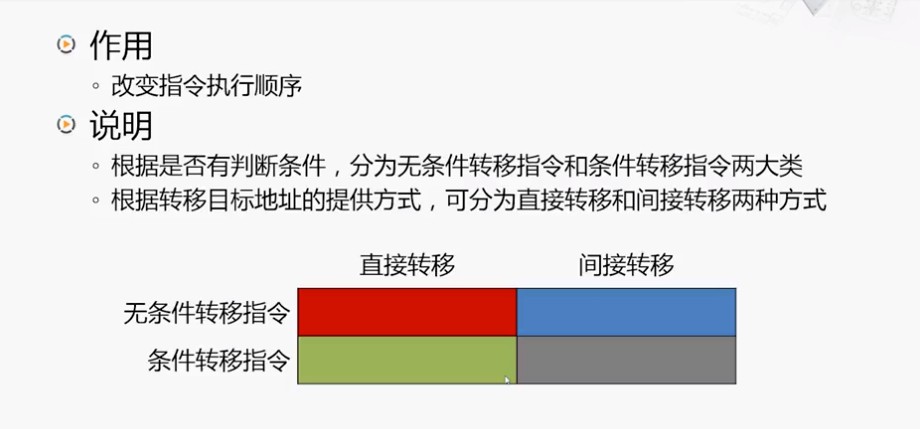 作用
改变指令执行顺序
说明
根据是否有判断条件，分为无条件转移指令和条件转移指令两大类
根据转移目标地址的提供方式，可分为直接转移和间接转移两种方式
直接转移 间接转移
无条件转移指令
条件转移指令